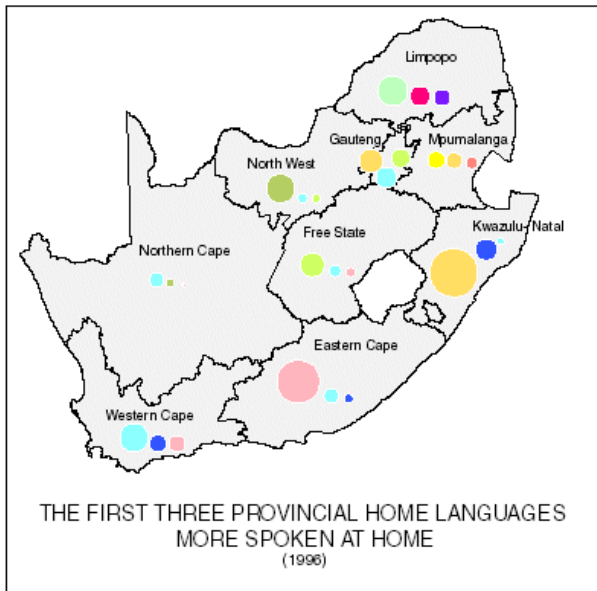 Limpopo
Gauteng
Mpumalanga
North West
Kwazulu-Natal
Free State
Northern Cape
Eastern Cape
Western Cape
THE FIRST THREE PROVINCIAL HOME LANGUAGES
MORE SPOKEN AT HOME
(1996)